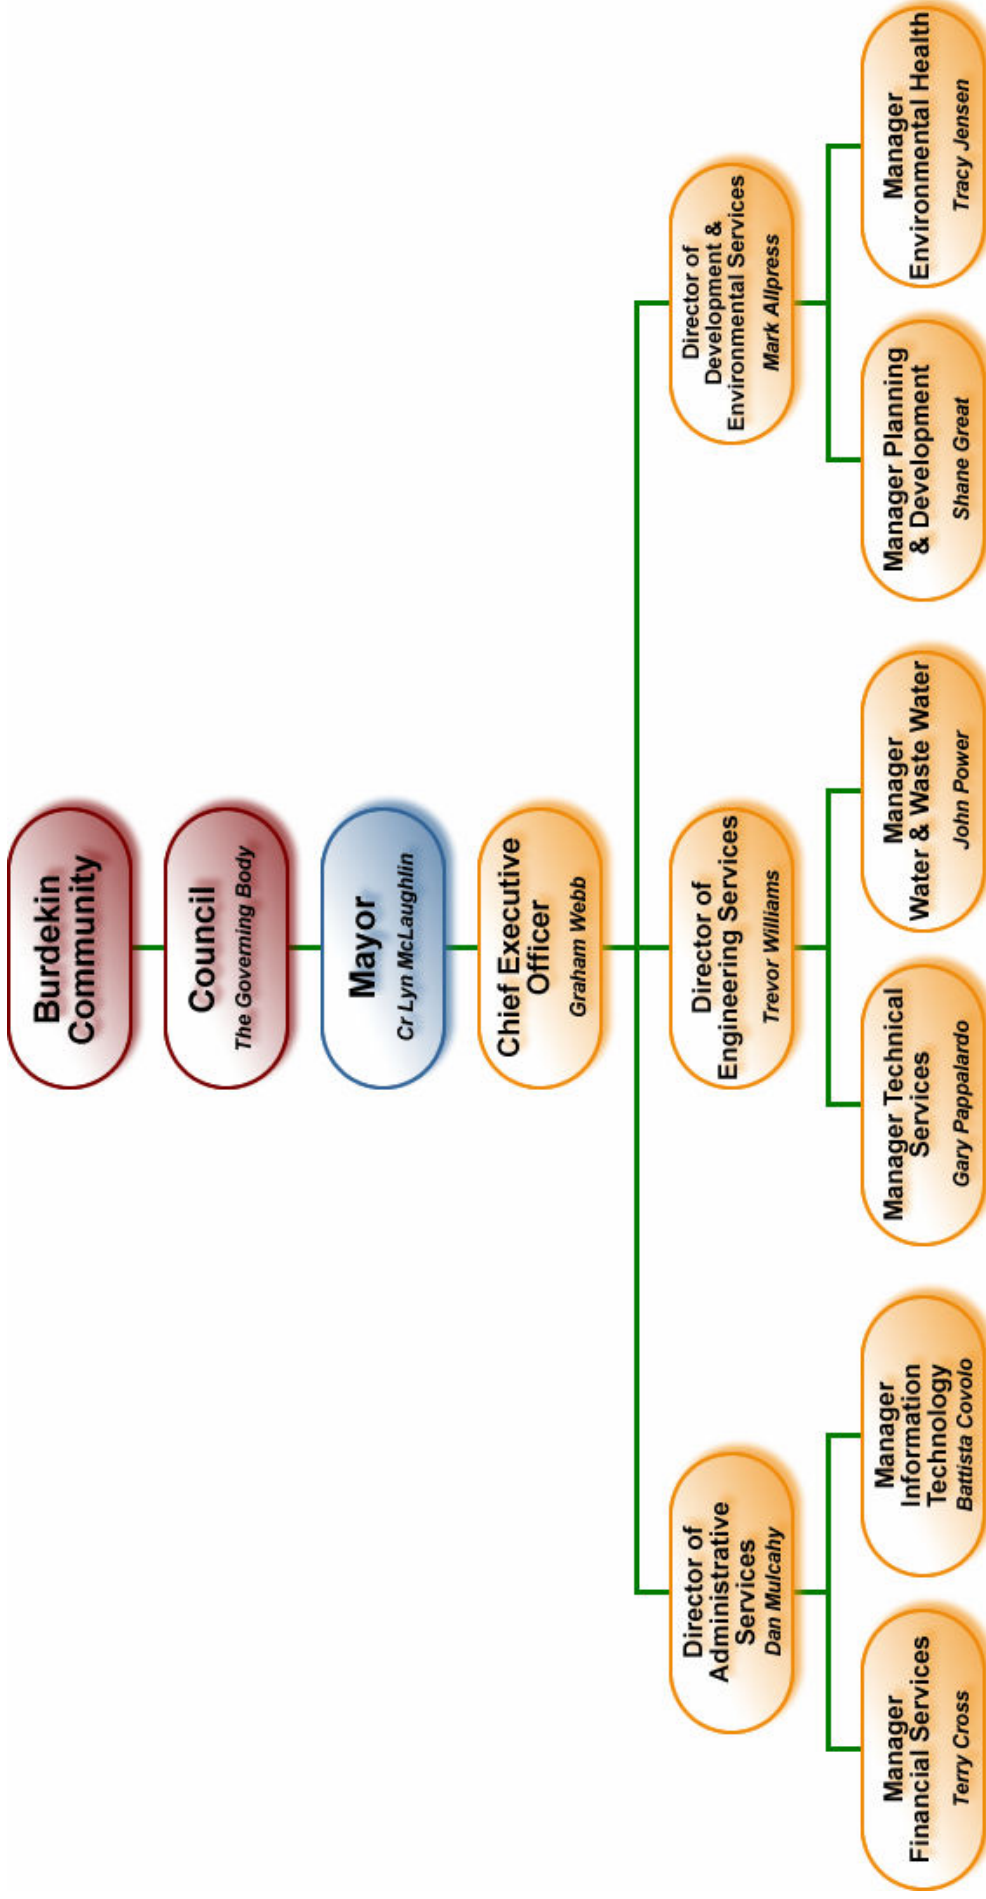 Burdekin
Community
Council
The Governing Body
Mayor
Cr Lyn McLaughlin
Chief Executive
Officer
Graham Webb
Director of
Administrative
Services
Dan Mulcahy
Director of
Engineering Services
Trevor Williams
Director of
Development &
Environmental Services
Mark Allpress
Manager
Financial Services
Terry Cross
Manager
Information
Technology
Battista Covolo
Manager Technical
Services
Gary Pappalardo
Manager
Water & Waste Water
John Power
Manager Planning
& Development
Shane Great
Manager
Environmental Health
Tracy Jensen